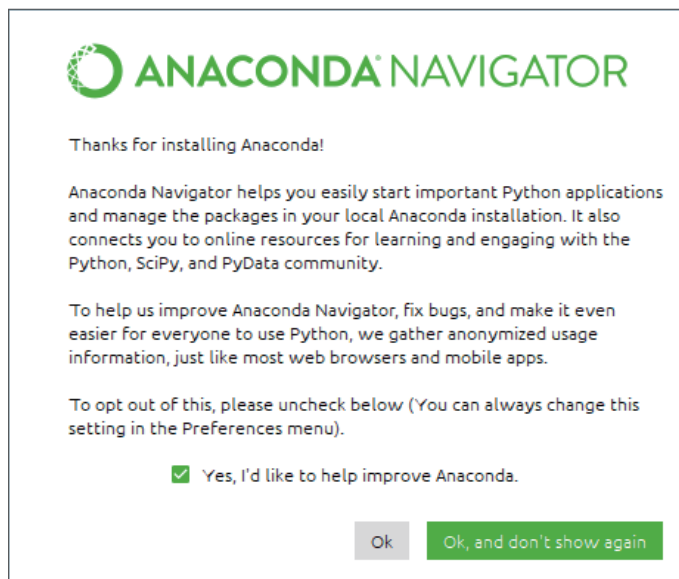 ANACONDA® NAVIGATOR
Thanks for installing Anaconda!
Anaconda Navigator helps you easily start important Python applications
and manage the packages in your local Anaconda installation. It also
connects you to online resources for learning and engaging with the
Python, SciPy, and PyData community.
To help us improve Anaconda Navigator, fix bugs, and make it even
easier for everyone to use Python, we gather anonymized usage
information, just like most web browsers and mobile apps.
To opt out of this, please uncheck below (You can always change this
setting in the Preferences menu).
Yes, I'd like to help improve Anaconda.
Ok
Ok, and don't show again